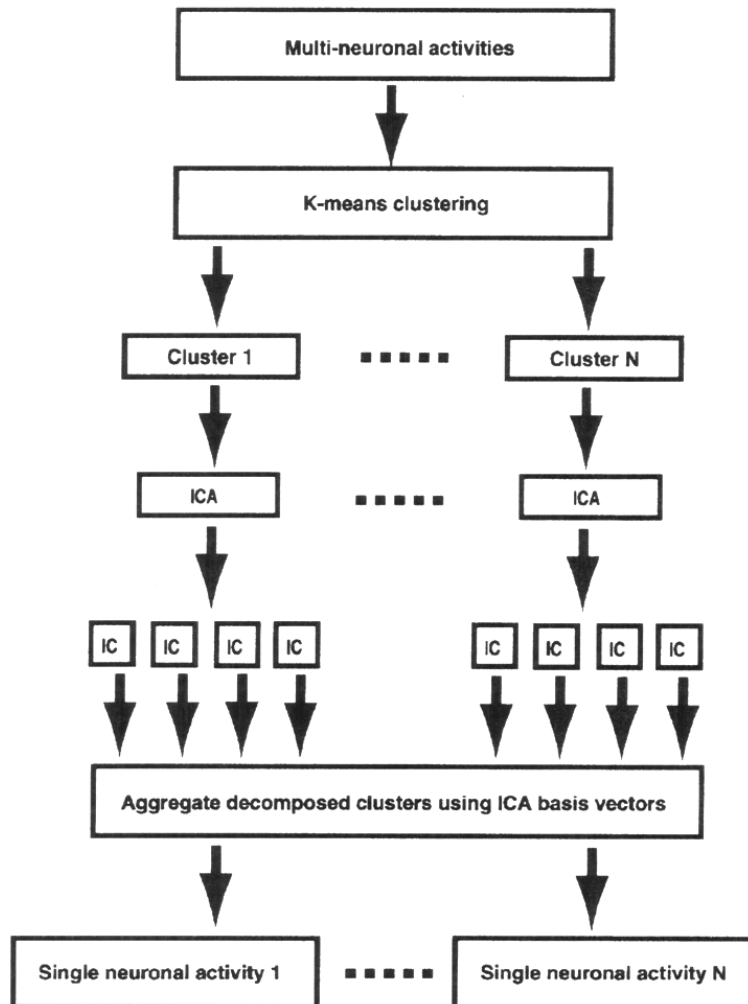 Multi-neuronal activities
K-means clustering
Cluster 1
Cluster N
ICA
ICA
IC IC IC IC IC IC IC IC
Aggregate decomposed clusters using ICA basis vectors
Single neuronal activity 1
Single neuronal activity N